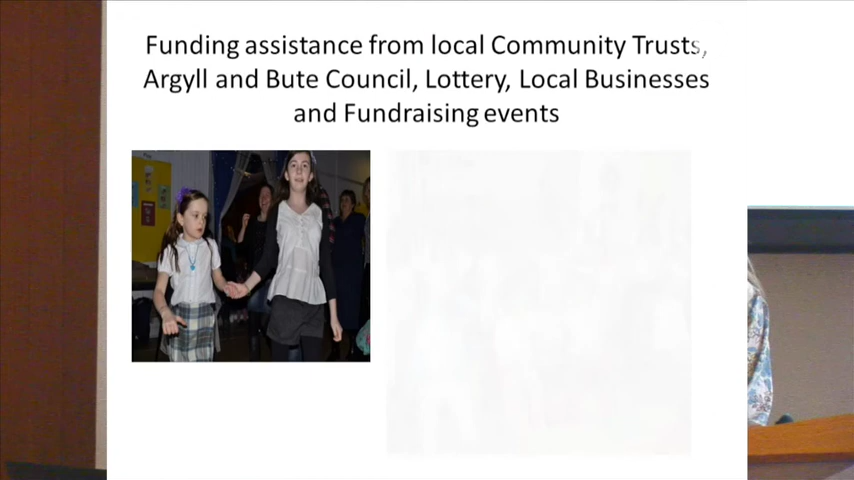 Funding assistance from local Community Trusts,
Argyll and Bute Council, Lottery, Local Businesses
and Fundraising events